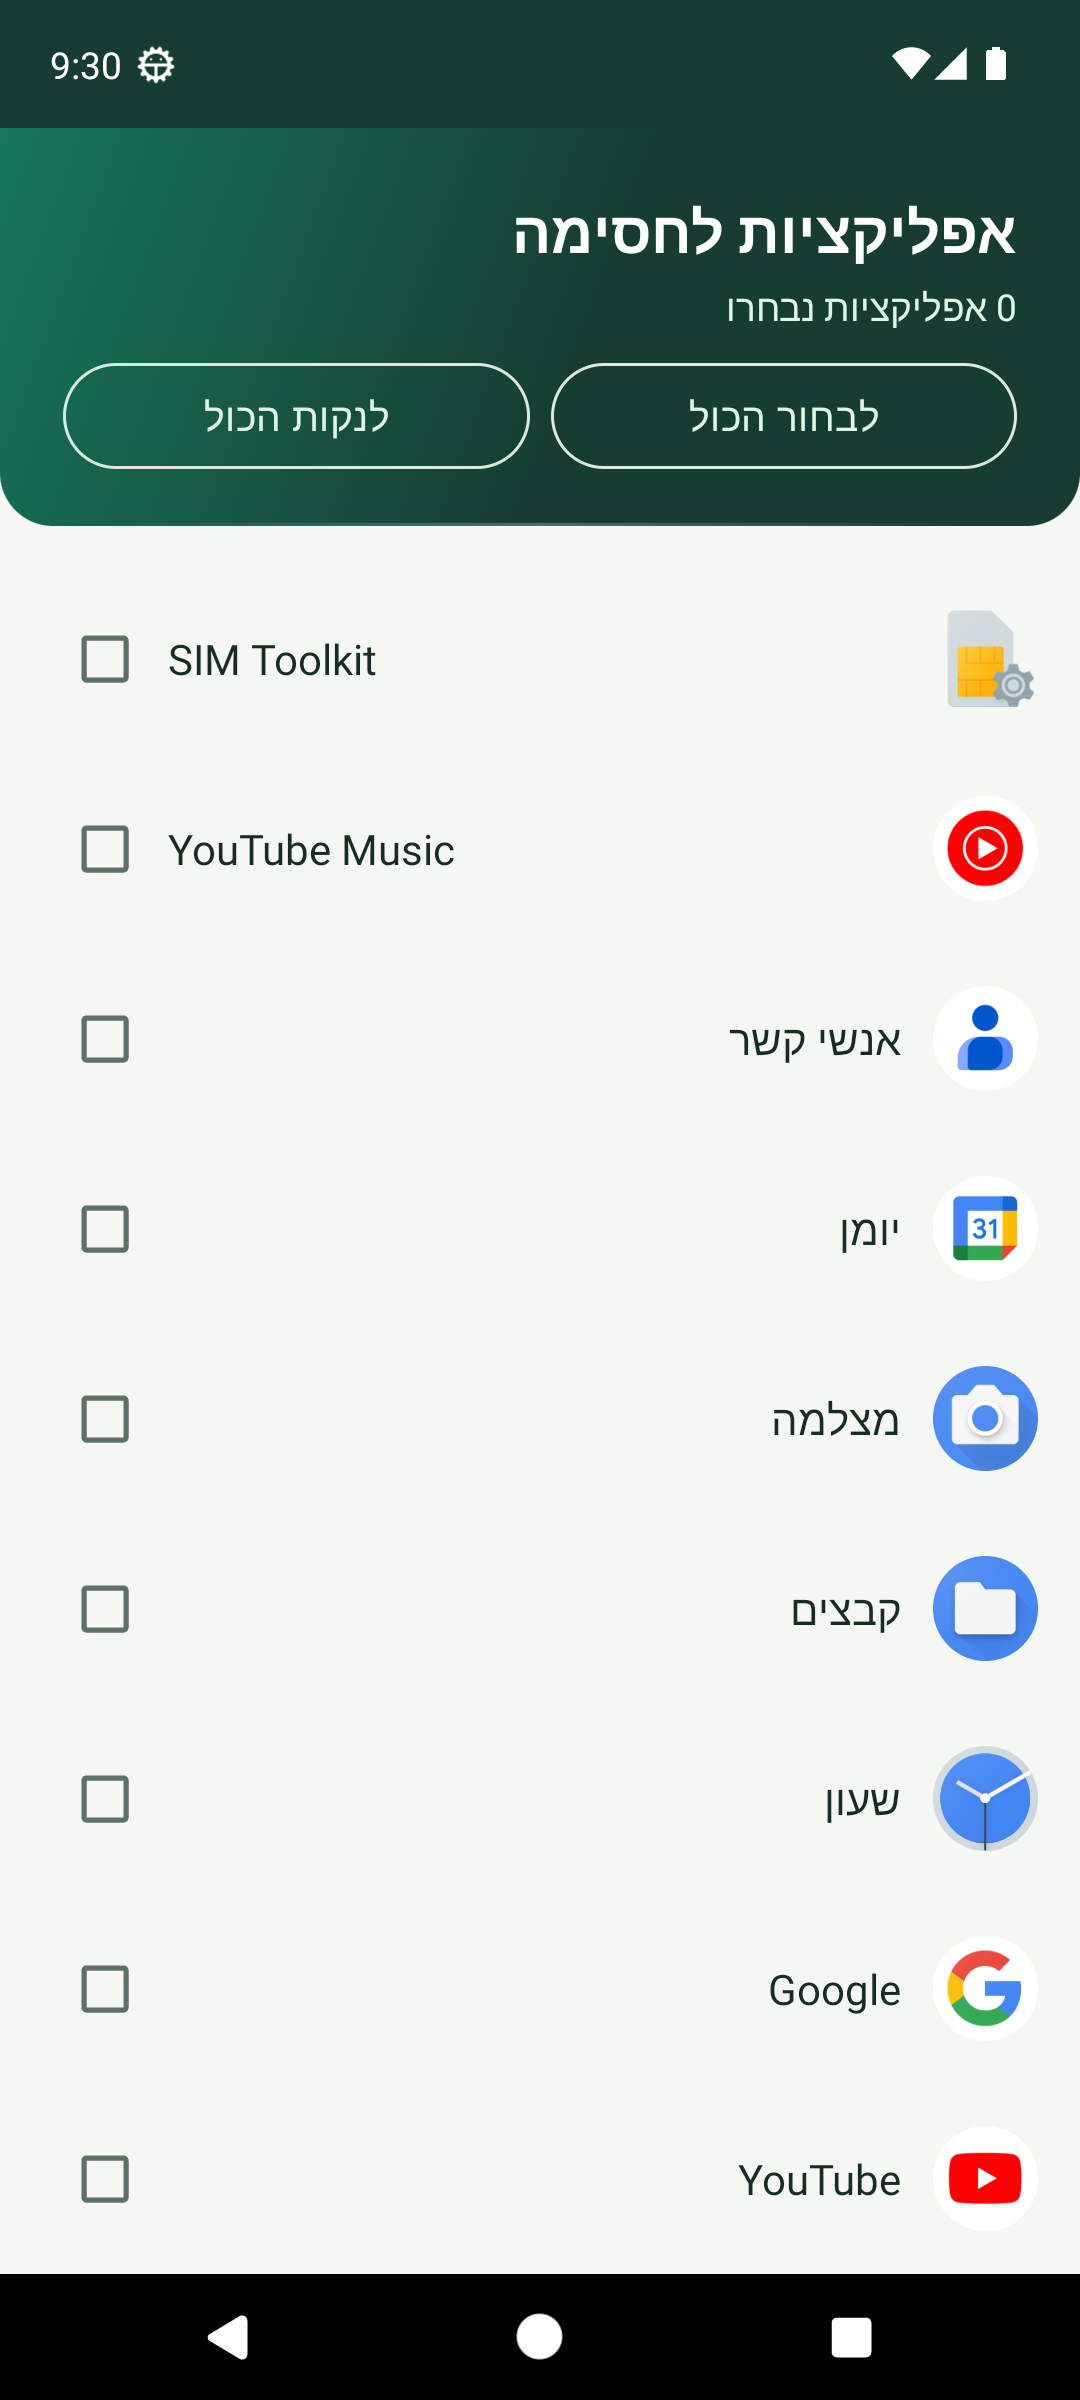 9:30
אפליקציות לחסימה
0 אפליקציות נבחרו
לבחור הכול
לנקות הכול
SIM Toolkit
YouTube Music
אנשי קשר
יומן
31
מצלמה
קבצים
שעון
Google
YouTube